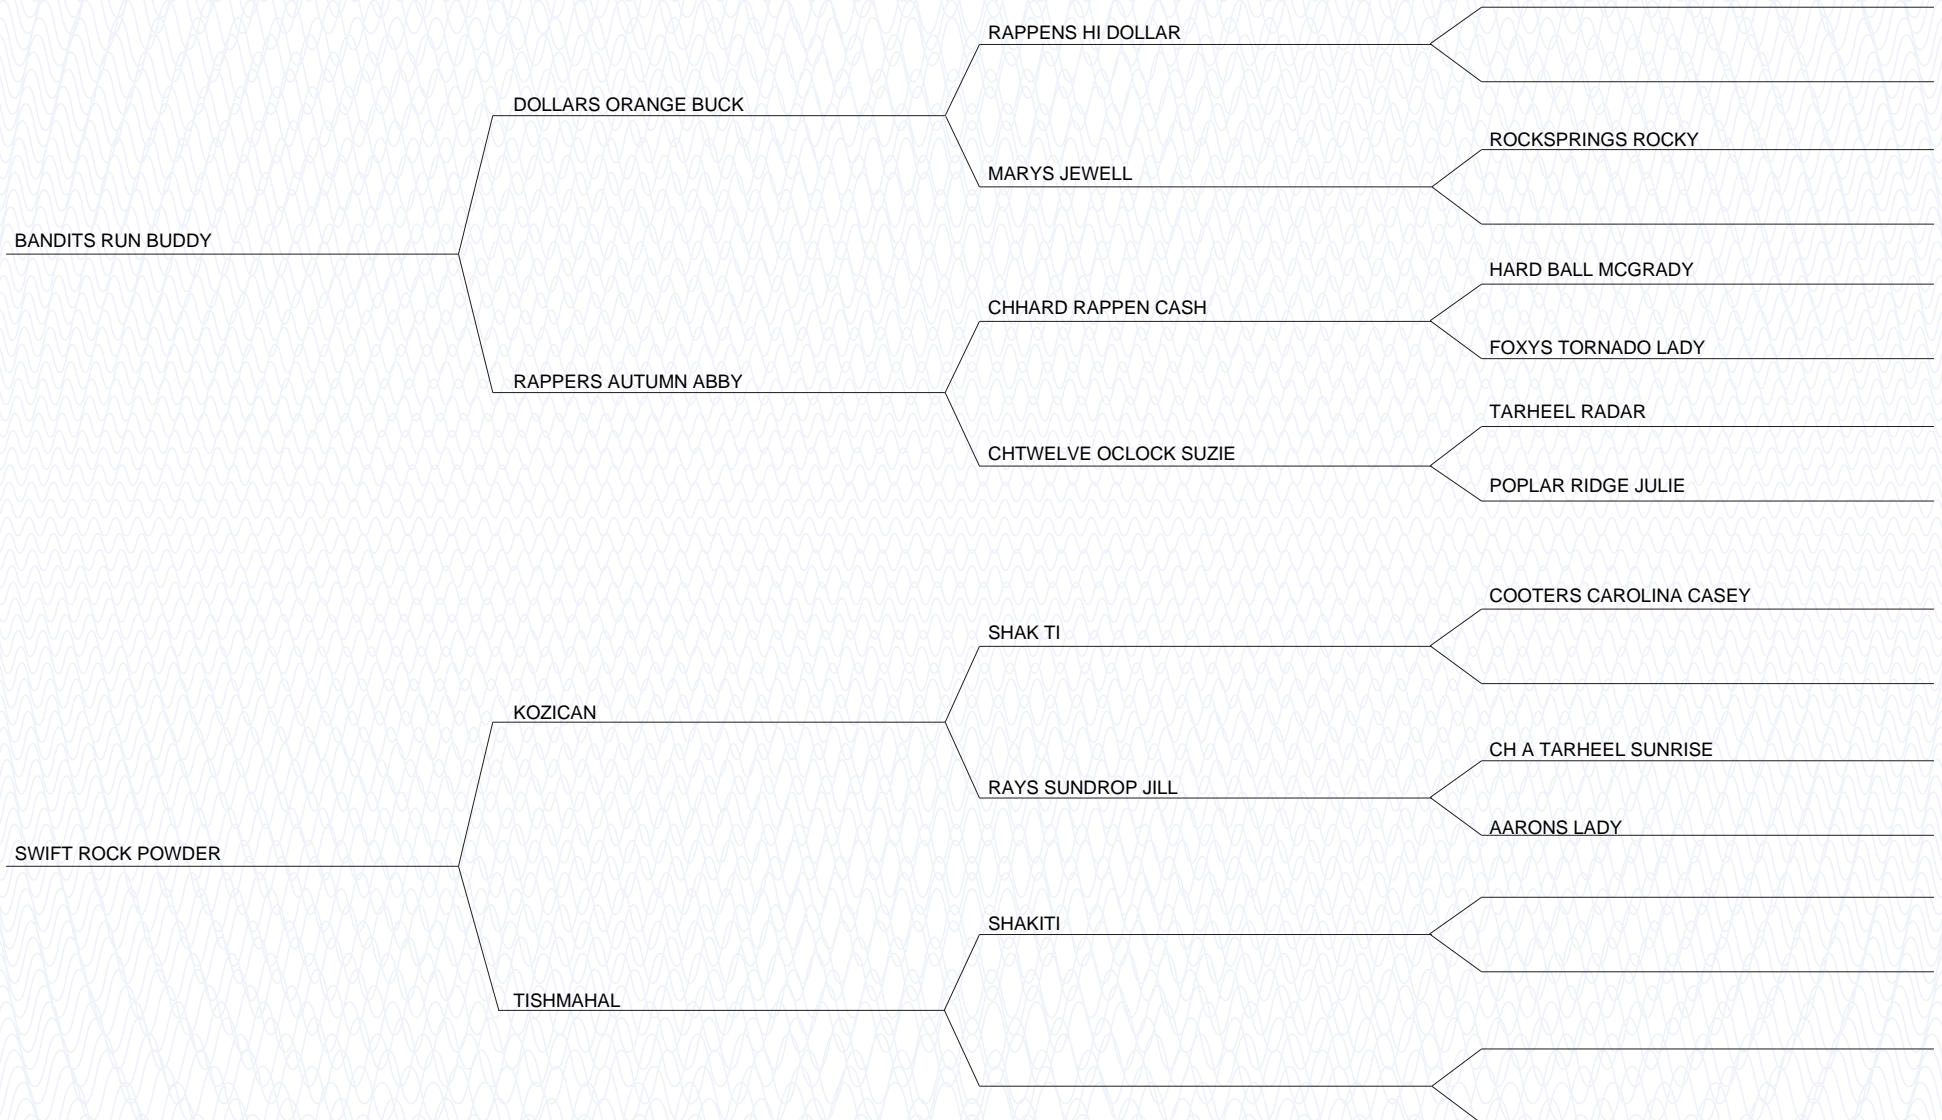 RAPPENS HI DOLLAR
DOLLARS ORANGE BUCK
ROCKSPRINGS ROCKY
MARYS JEWELL
BANDITS RUN BUDDY
HARD BALL MCGRADY
CHHARD RAPPEN CASH
FOXYS TORNADO LADY
RAPPERS AUTUMN ABBY
TARHEEL RADAR
CHTWELVE OCLOCK SUZIE
POPLAR RIDGE JULIE
COOTERS CAROLINA CASEY
SHAK TI
KOZICAN
CH A TARHEEL SUNRISE
RAYS SUNDROP JILL
AARONS LADY
SWIFT ROCK POWDER
SHAKITI
TISHMAHAL